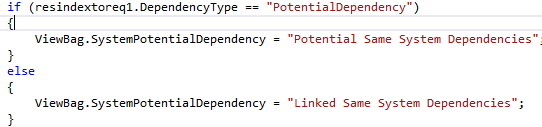 if (resindextoreq1.DependencyType == "PotentialDependency")
{
ViewBag.SystemPotentialDependency = "Potential Same System Dependencies";
}
else
{
ViewBag.SystemPotentialDependency = "Linked Same System Dependencies";
}